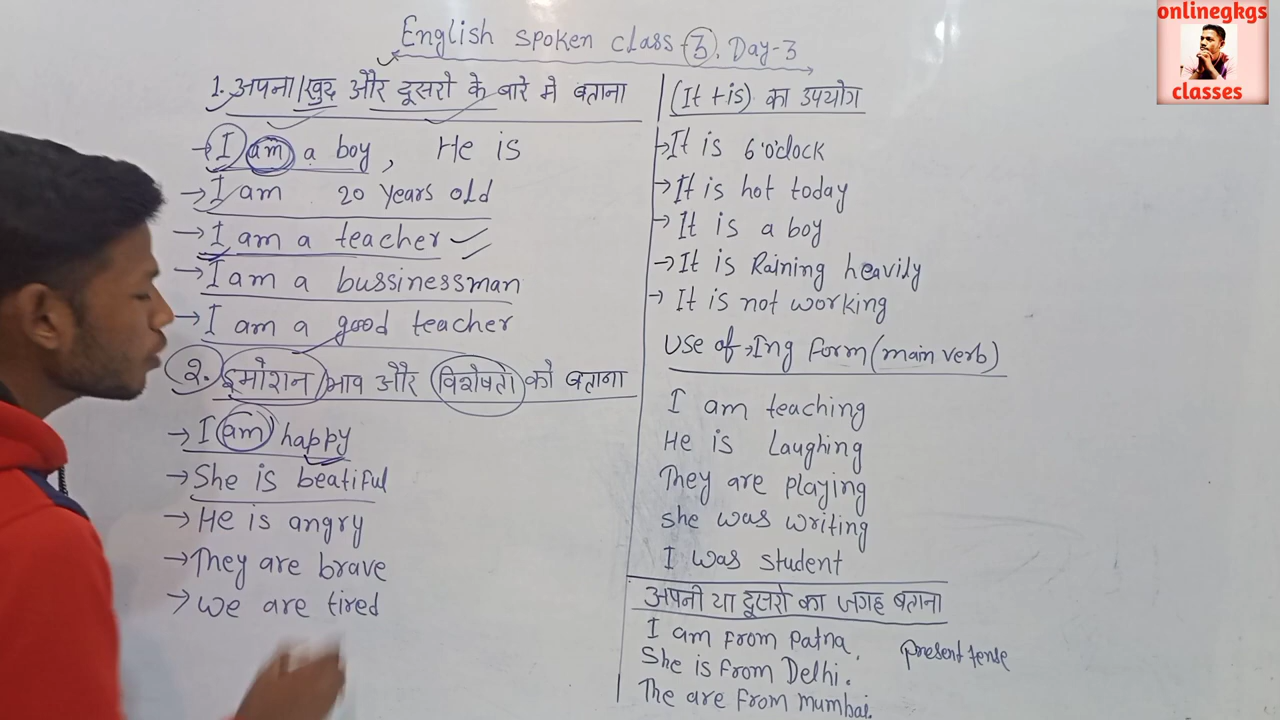 onlinegkgs
classes
English spoken class -3. Day-3
1. अपना/खुद और दूसरो के बारे मे बताना
→ I am a boy, He is
→ I am 20 years old
→ I am a teacher
→ I am a bussinessman
→ I am a good teacher
२. इमोशन/भाव और विशेषता को बताना
→ I am happy
→ She is beatiful
→ He is angry
→ They are brave
→ we are tired
(It + is) का उपयोग
→ It is 6 o'clock
→ It is hot today
→ It is a boy
→ It is Raining heavily
→ It is not working
use of → Ing form (main verb)
I am teaching
He is Laughing
They are playing
she was writing
I was student
अपनी या दूसरो का जगह बताना
I am from Patna.
She is from Delhi.
The are from Mumbai.
present tense